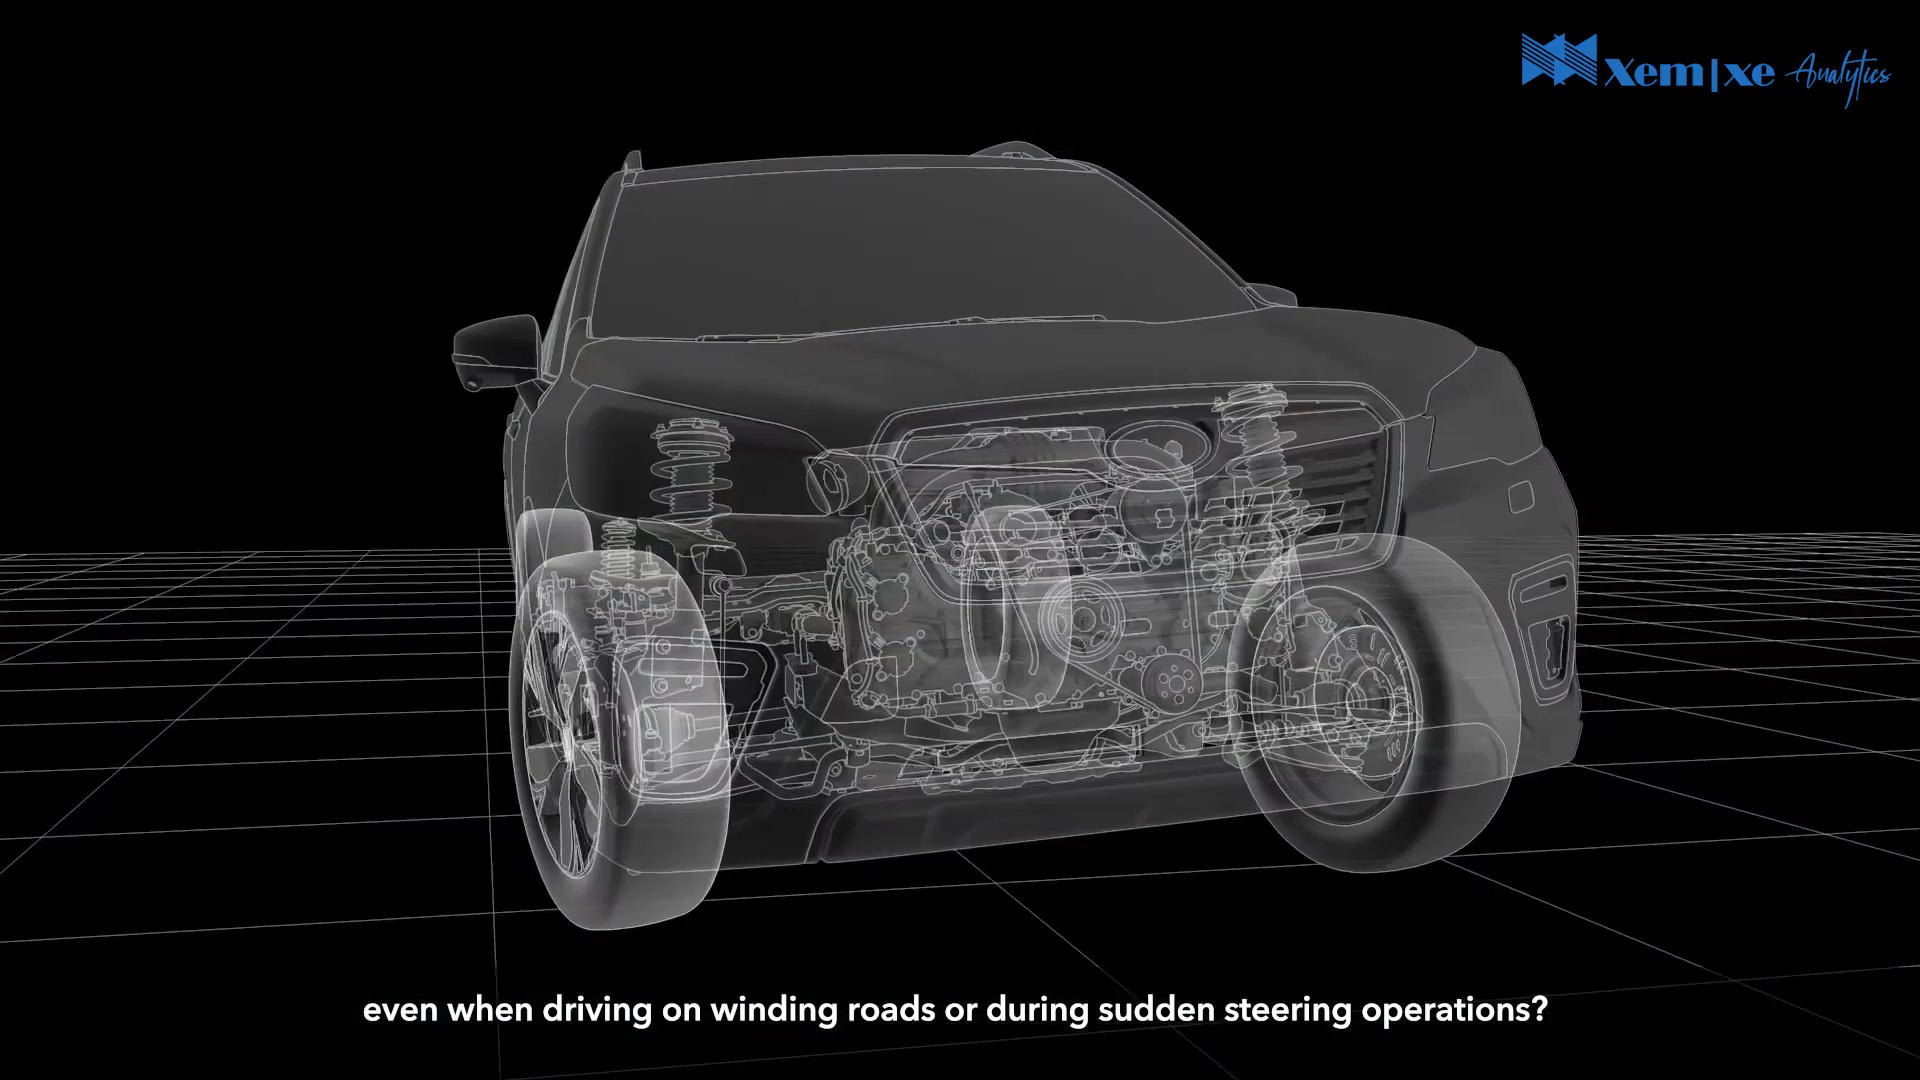 Xem|xe Analytics
even when driving on winding roads or during sudden steering operations?